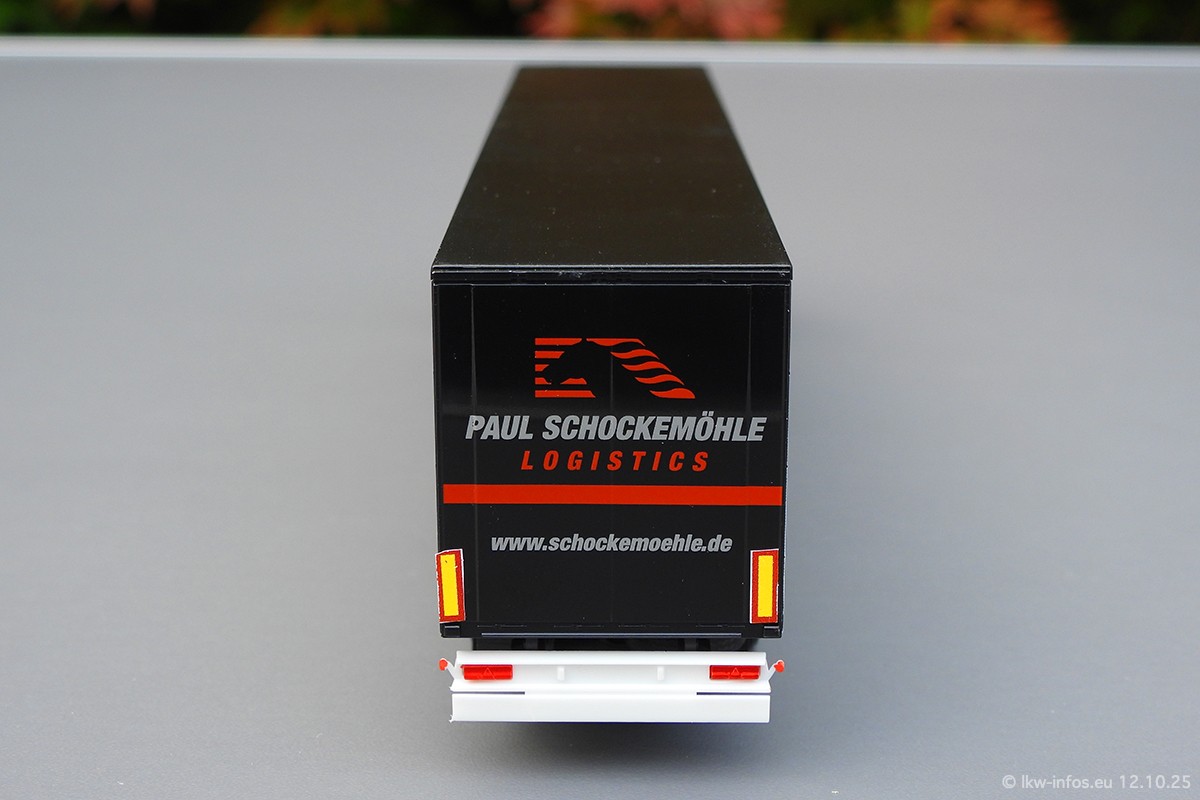 PAUL SCHOCKEMÖHLE
LOGISTICS
www.schockemoehle.de
© lkw-infos.eu 12.10.25